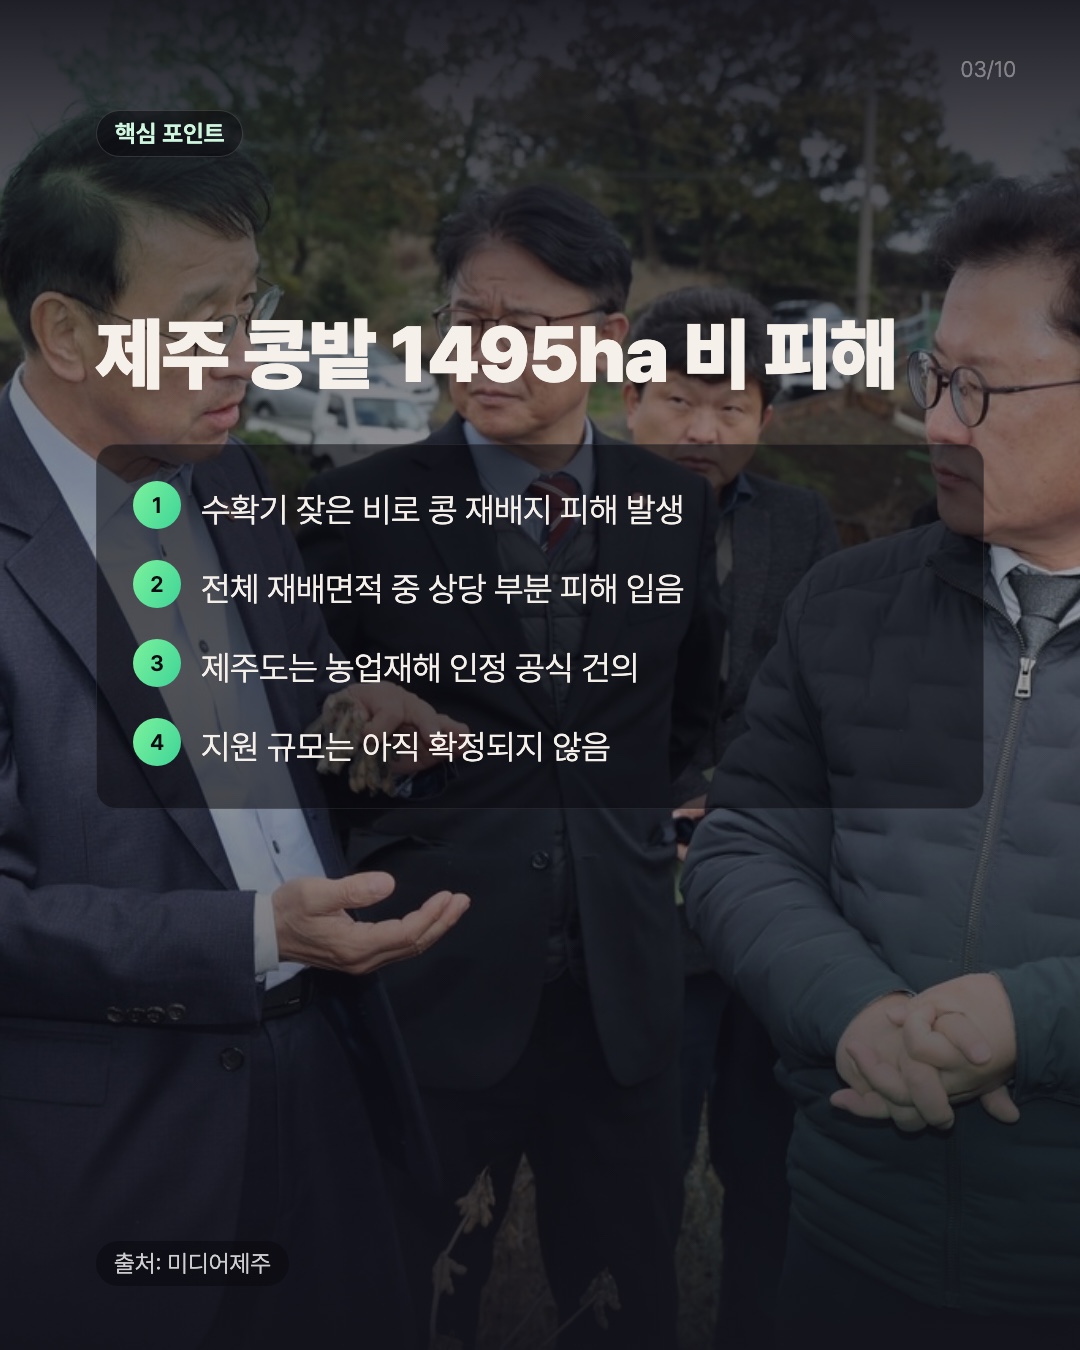 03/10
핵심 포인트
제주 콩밭 1495ha 비 피해
1 수확기 잦은 비로 콩 재배지 피해 발생
2 전체 재배면적 중 상당 부분 피해 입음
3 제주도는 농업재해 인정 공식 건의
4 지원 규모는 아직 확정되지 않음
출처: 미디어제주